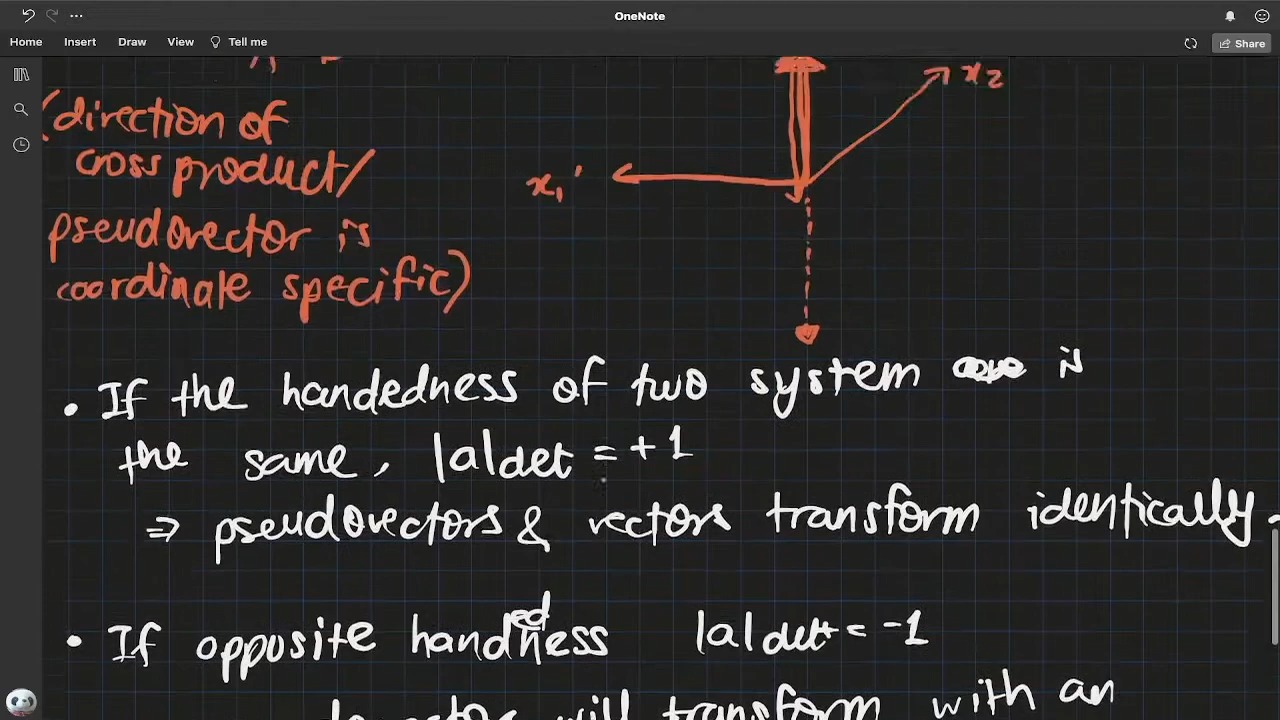 OneNote
Home Insert Draw View Tell me Share
x₂
(direction of
cross product/
x₁'
pseudovector is
coordinate specific)
• If the handedness of two system is
the same, |a|det = +1
⇒ pseudovectors & vectors transform identically.
• If opposite handedness |a|det = -1
will transform with an